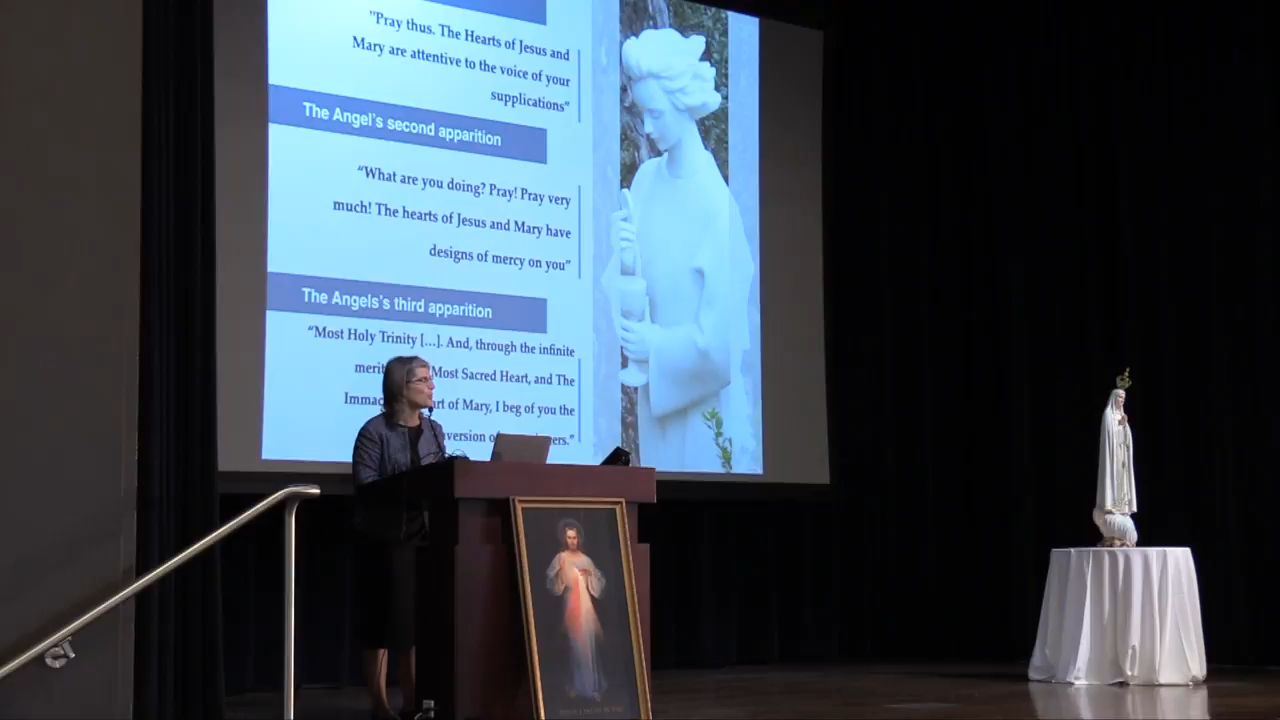 "Pray thus. The Hearts of Jesus and
Mary are attentive to the voice of your
supplications"
The Angel's second apparition
“What are you doing? Pray! Pray very
much! The hearts of Jesus and Mary have
designs of mercy on you”
The Angels's third apparition
“Most Holy Trinity [...]. And, through the infinite
Most Sacred Heart, and The
of Mary, I beg of you the